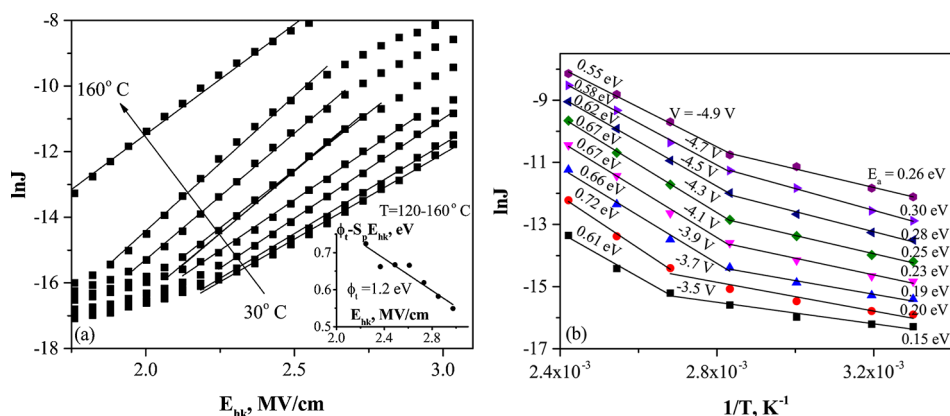 -8
-10
-12
-14
-16
-18
lnJ
160° C
30° C
(a)
T=120-160° C
ϕt-SpEhk, eV
0.7
0.6
0.5
ϕt =1.2 eV
Ehk, MV/cm
2.0 2.4 2.8
2.0 2.5 3.0
Ehk, MV/cm
-9
-11
-13
-15
-17
lnJ
0.55 eV
0.58 eV
0.62 eV
0.67 eV
0.67 eV
0.66 eV
0.72 eV
0.61 eV
V = -4.9 V
-4.7 V
-4.5 V
-4.3 V
-4.1 V
-3.9 V
-3.7 V
-3.5 V
Ea = 0.26 eV
0.30 eV
0.28 eV
0.25 eV
0.23 eV
0.19 eV
0.20 eV
0.15 eV
(b)
2.4x10-3 2.8x10-3 3.2x10-3
1/T, K-1